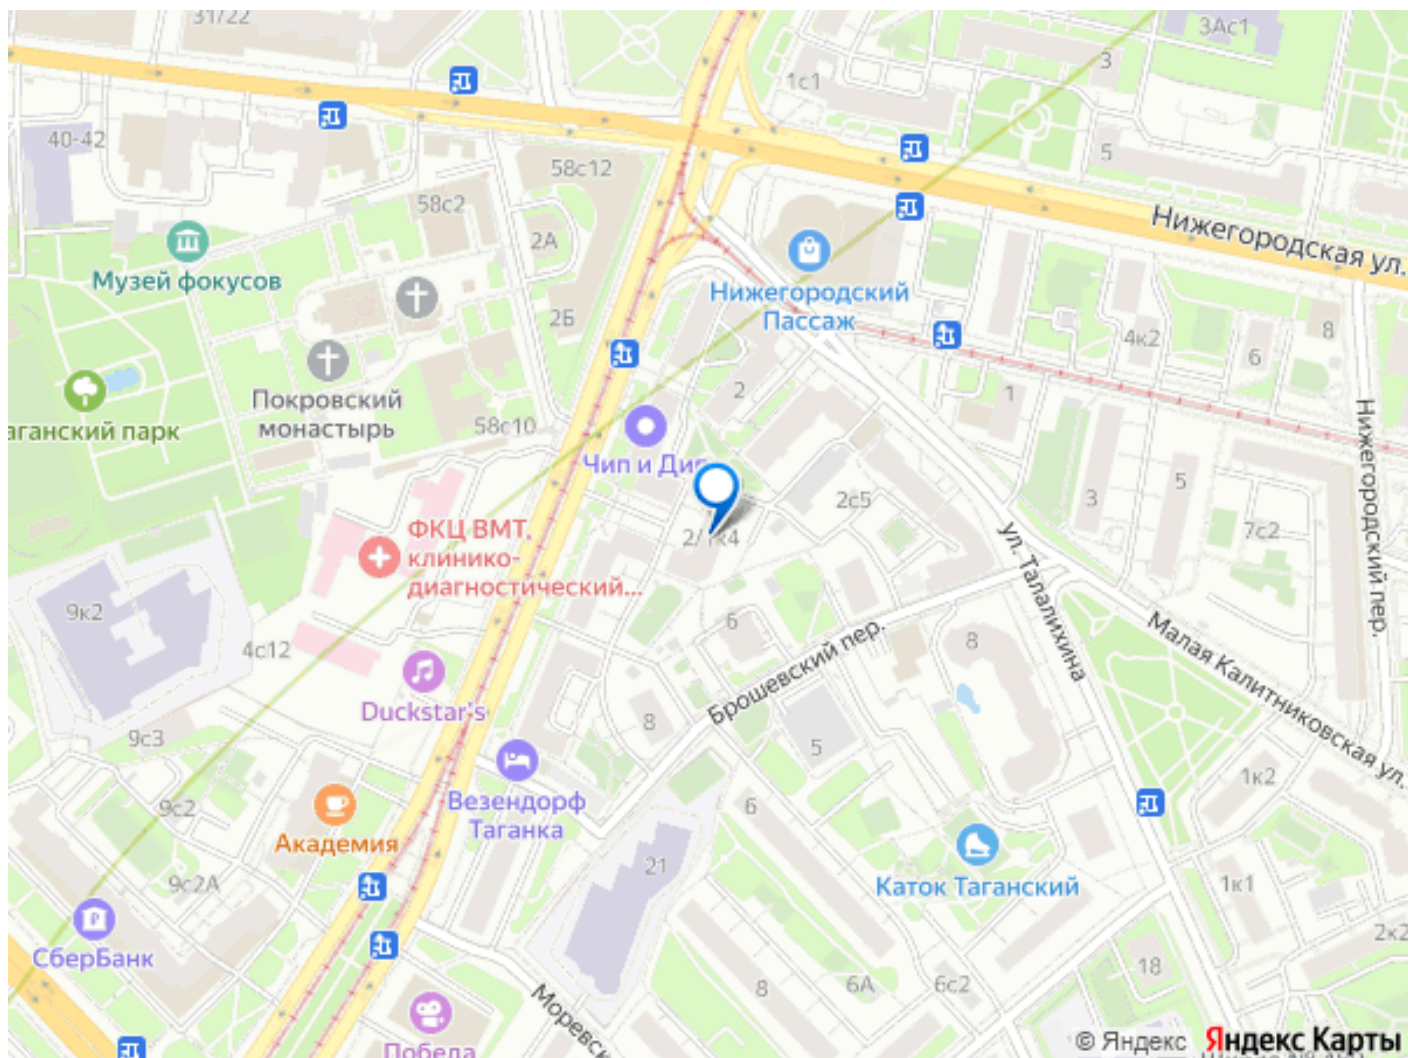 31/22
3Ас1
3
1с1
40-42
5
58с12
58с2
Нижегородская ул.
2А
Музей фокусов
Нижегородский
Пассаж
2Б
8
4к2
6
2
1
Покровский
монастырь
58с10
аганский парк
Чип и Дип
Нижегородский пер.
5
3
2с5
7с2
ФКЦ ВМТ,
клинико-
диагностический...
2/1к4
ул. Талалихина
9к2
6
4с12
8
Малая Калитниковская ул.
Брошевский пер.
Duckstar's
8
9с3
5
1к2
Везендорф
Таганка
9с2
6
Академия
21
Каток Таганский
9с2А
1к1
СберБанк
2к2
18
6А
6с2
8
Моревс
Победа
© Яндекс Яндекс Карты